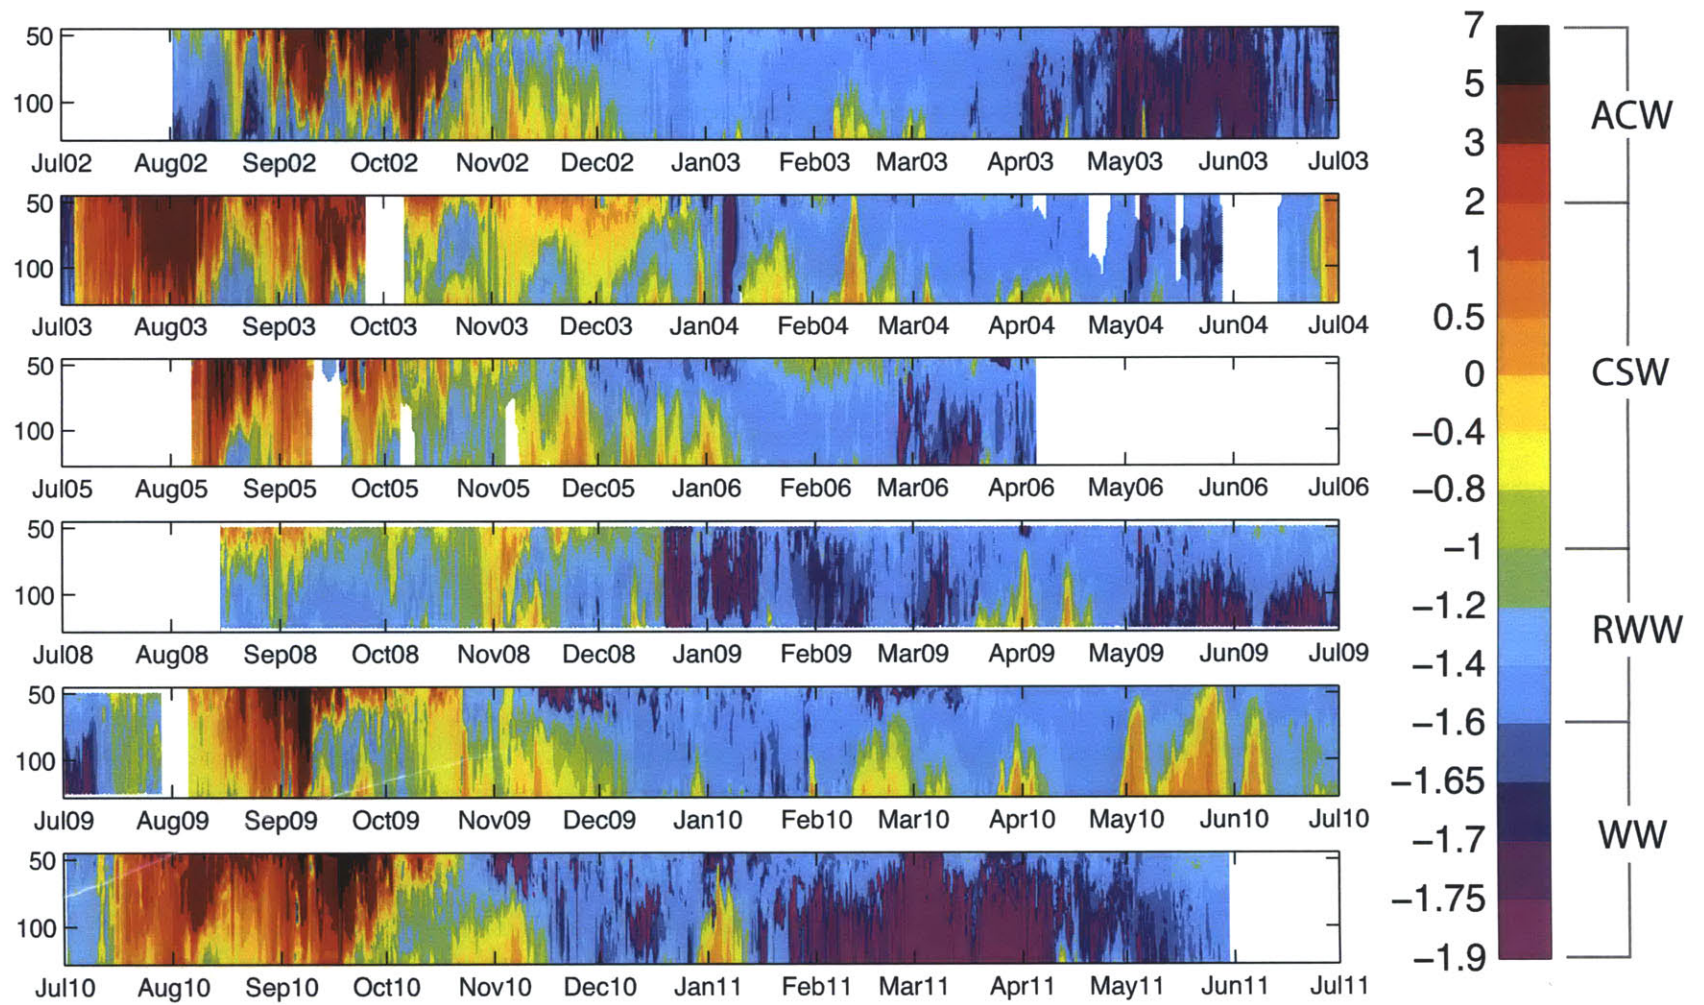 50
100
Jul02 Aug02 Sep02 Oct02 Nov02 Dec02 Jan03 Feb03 Mar03 Apr03 May03 Jun03 Jul03
50
100
Jul03 Aug03 Sep03 Oct03 Nov03 Dec03 Jan04 Feb04 Mar04 Apr04 May04 Jun04 Jul04
50
100
Jul05 Aug05 Sep05 Oct05 Nov05 Dec05 Jan06 Feb06 Mar06 Apr06 May06 Jun06 Jul06
50
100
Jul08 Aug08 Sep08 Oct08 Nov08 Dec08 Jan09 Feb09 Mar09 Apr09 May09 Jun09 Jul09
50
100
Jul09 Aug09 Sep09 Oct09 Nov09 Dec09 Jan10 Feb10 Mar10 Apr10 May10 Jun10 Jul10
50
100
Jul10 Aug10 Sep10 Oct10 Nov10 Dec10 Jan11 Feb11 Mar11 Apr11 May11 Jun11 Jul11
7
5
3
2
1
0.5
0
−0.4
−0.8
−1
−1.2
−1.4
−1.6
−1.65
−1.7
−1.75
−1.9
ACW
CSW
RWW
WW